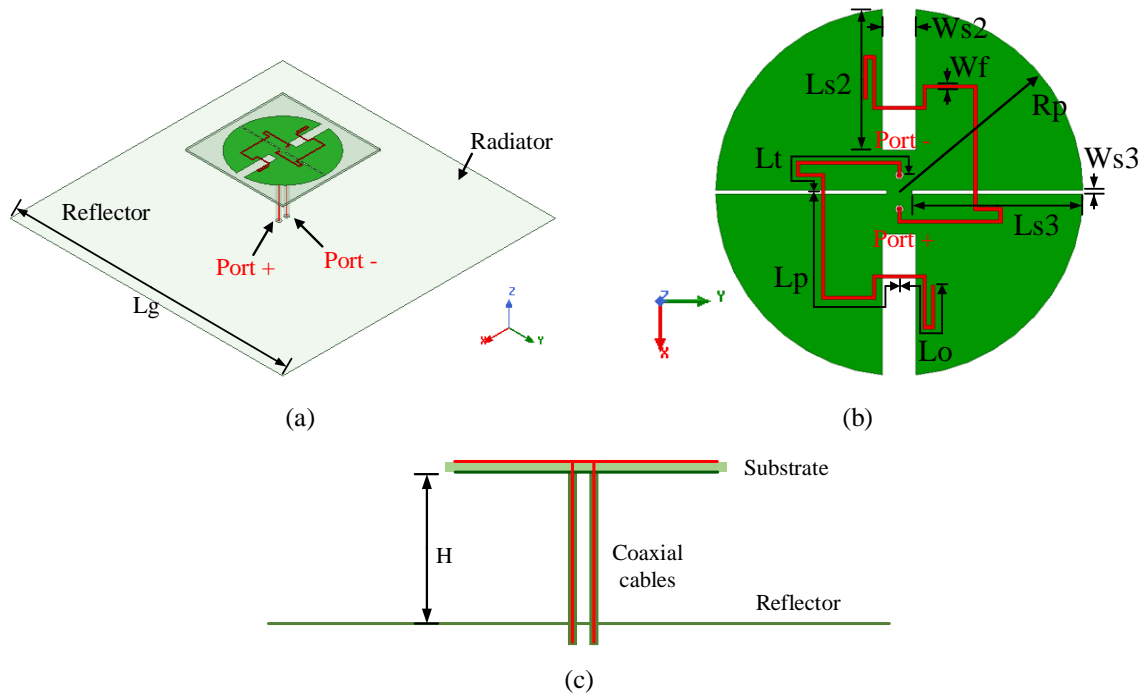 Radiator
Reflector
Port +
Port -
Lg
Z
X
Y
(a)
Ws2
Ls2
Wf
Rp
Port -
Lt
Ws3
Ls3
Port +
Lp
Lo
Z
Y
X
(b)
Substrate
H
Coaxial
cables
Reflector
(c)